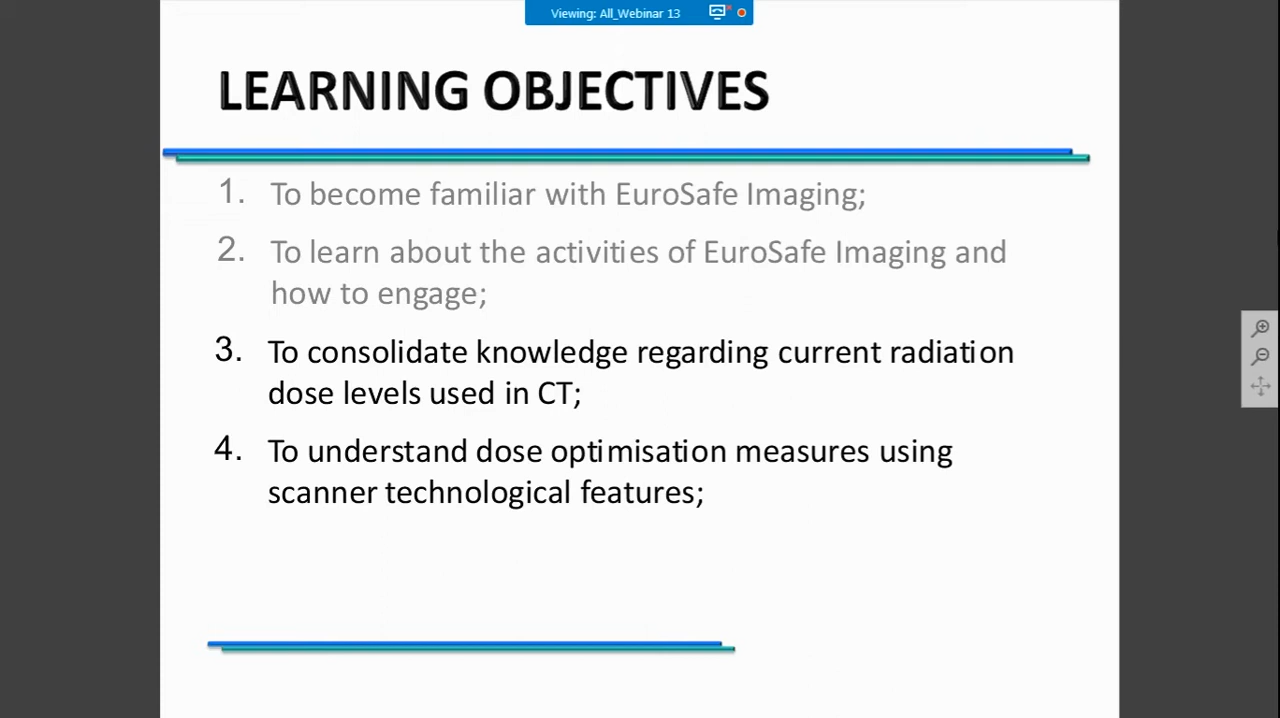 Viewing: All_Webinar 13
LEARNING OBJECTIVES
1. To become familiar with EuroSafe Imaging;
2. To learn about the activities of EuroSafe Imaging and
how to engage;
3. To consolidate knowledge regarding current radiation
dose levels used in CT;
4. To understand dose optimisation measures using
scanner technological features;